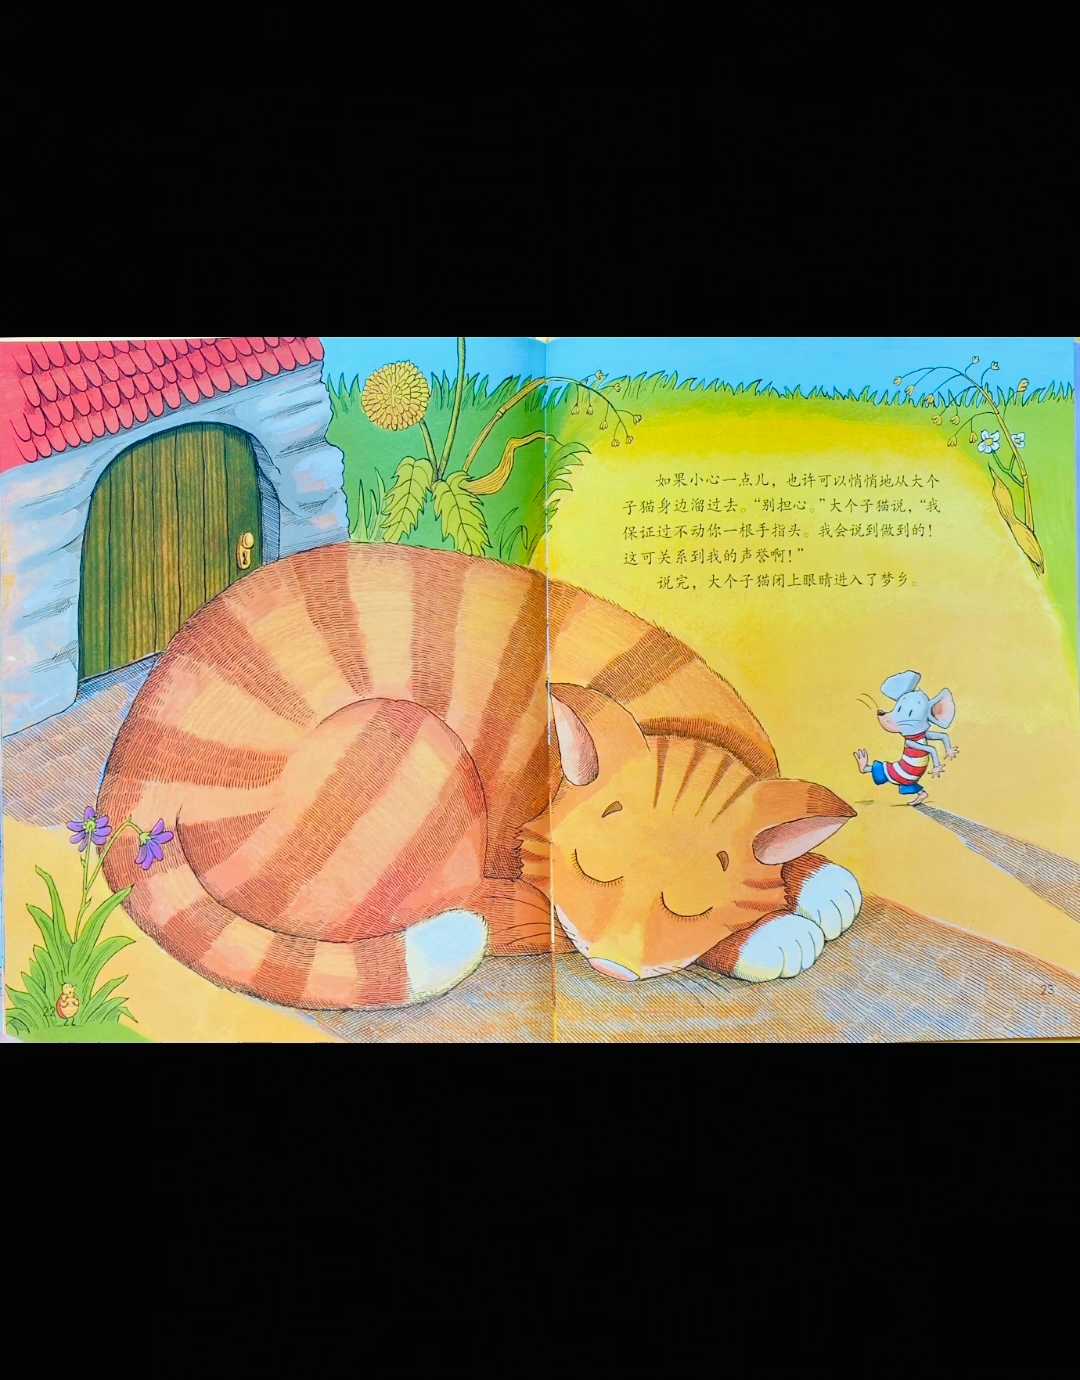 如果小心一点儿，也许可以悄悄地从大个
子猫身边溜过去。“别担心。”大个子猫说，“我
保证过不动你一根手指头。我会说到做到的！
这可关系到我的声誉啊！”
说完，大个子猫闭上眼睛进入了梦乡。
22
23